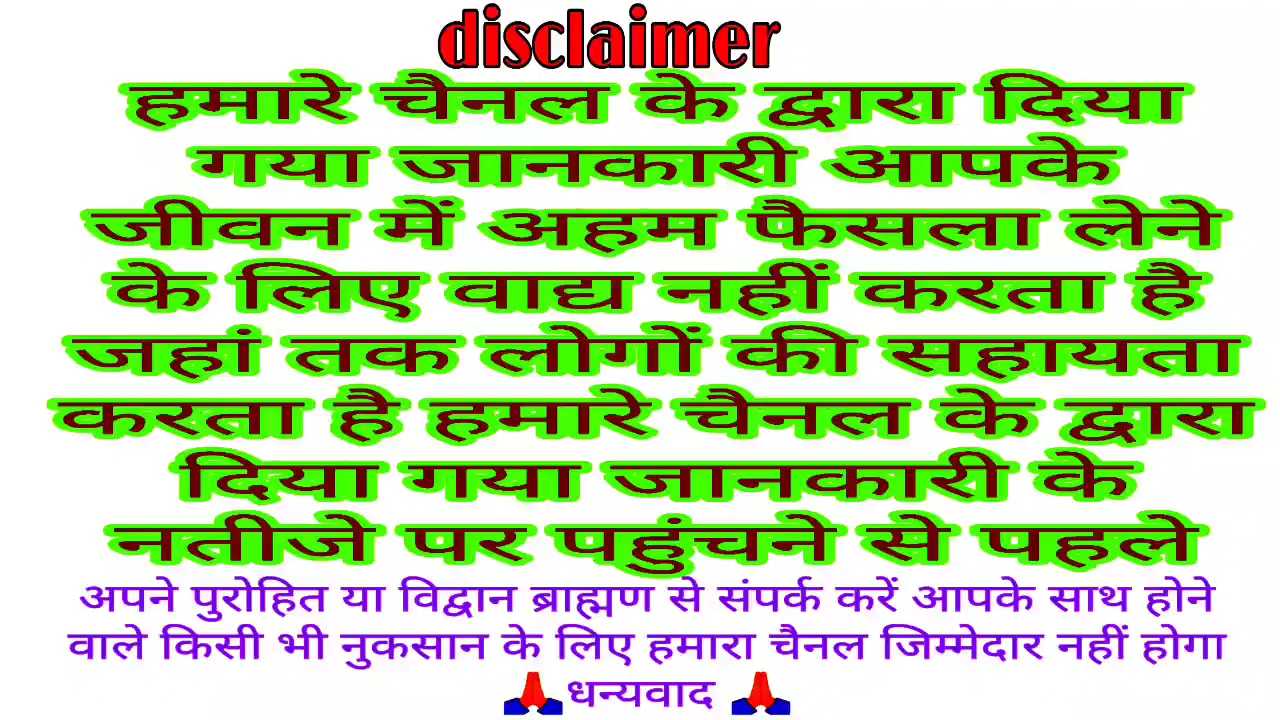 disclaimer
हमारे चैनल के द्वारा दिया
गया जानकारी आपके
जीवन में अहम फैसला लेने
के लिए वाद्य नहीं करता है
जहां तक लोगों की सहायता
करता है हमारे चैनल के द्वारा
दिया गया जानकारी के
नतीजे पर पहुंचने से पहले
अपने पुरोहित या विद्वान ब्राह्मण से संपर्क करें आपके साथ होने
वाले किसी भी नुकसान के लिए हमारा चैनल जिम्मेदार नहीं होगा
🙏धन्यवाद 🙏